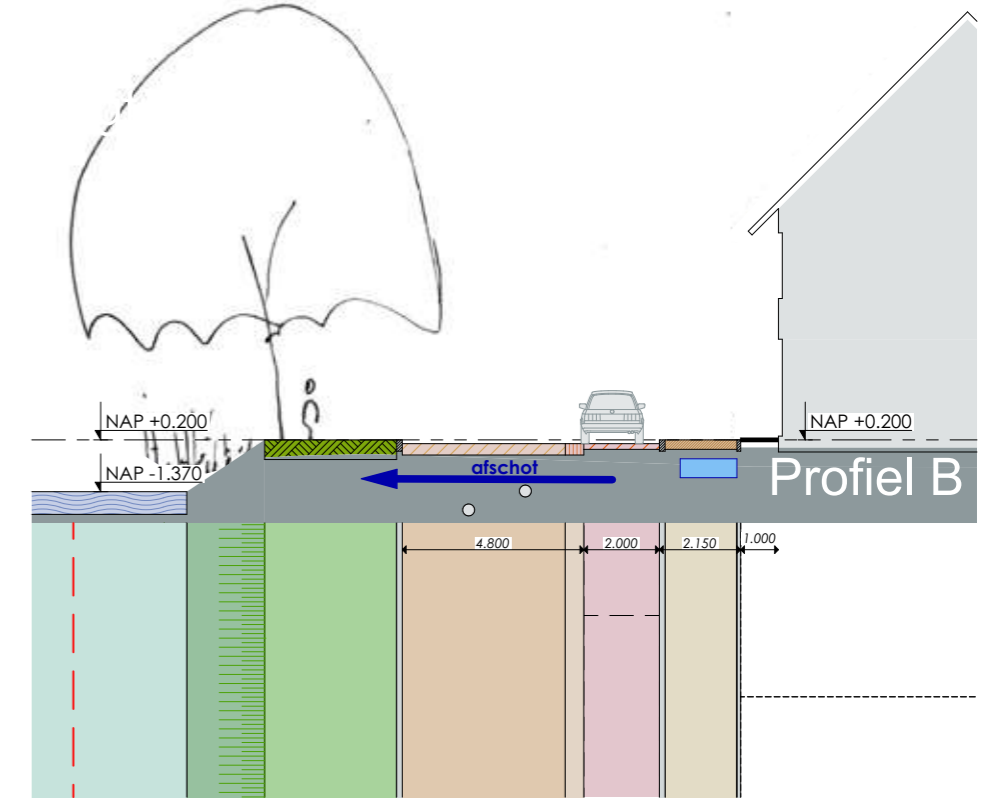 NAP +0.200
NAP +0.200
NAP -1.370
afschot
Profiel B
4.800
2.000
2.150
1.000